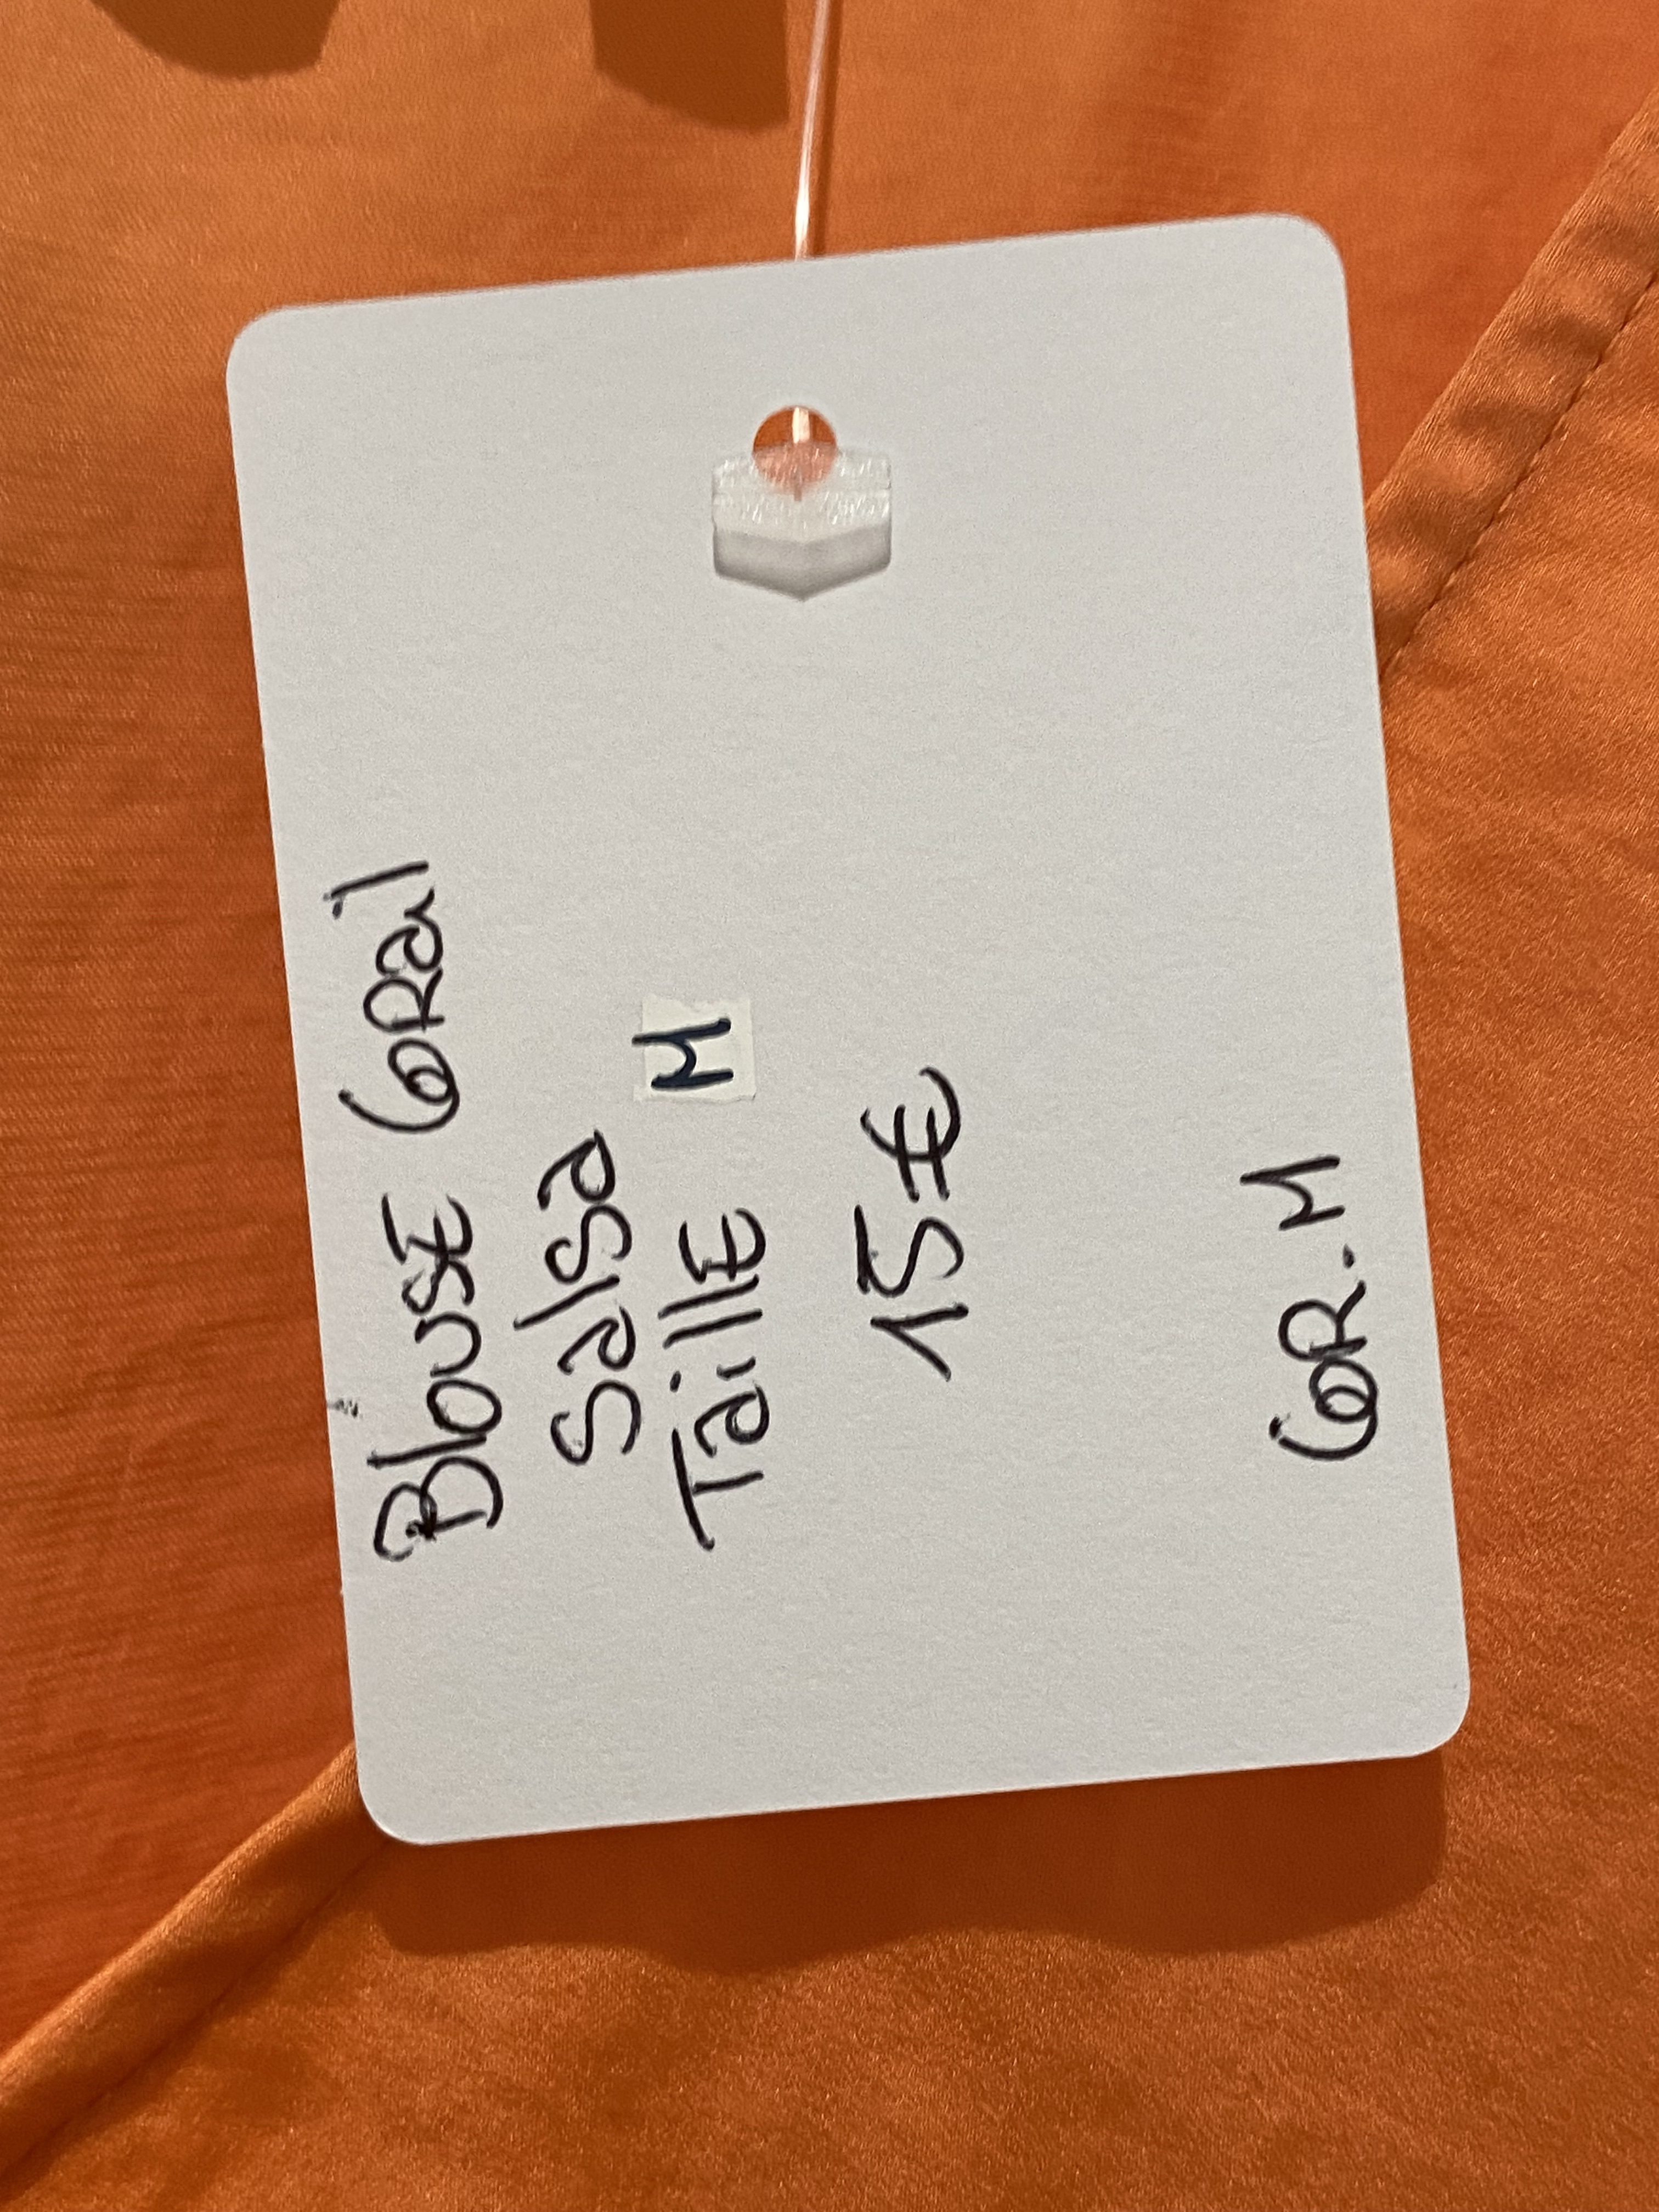 Blouse Corail
Salsa
Taille M
15 €
COR. M